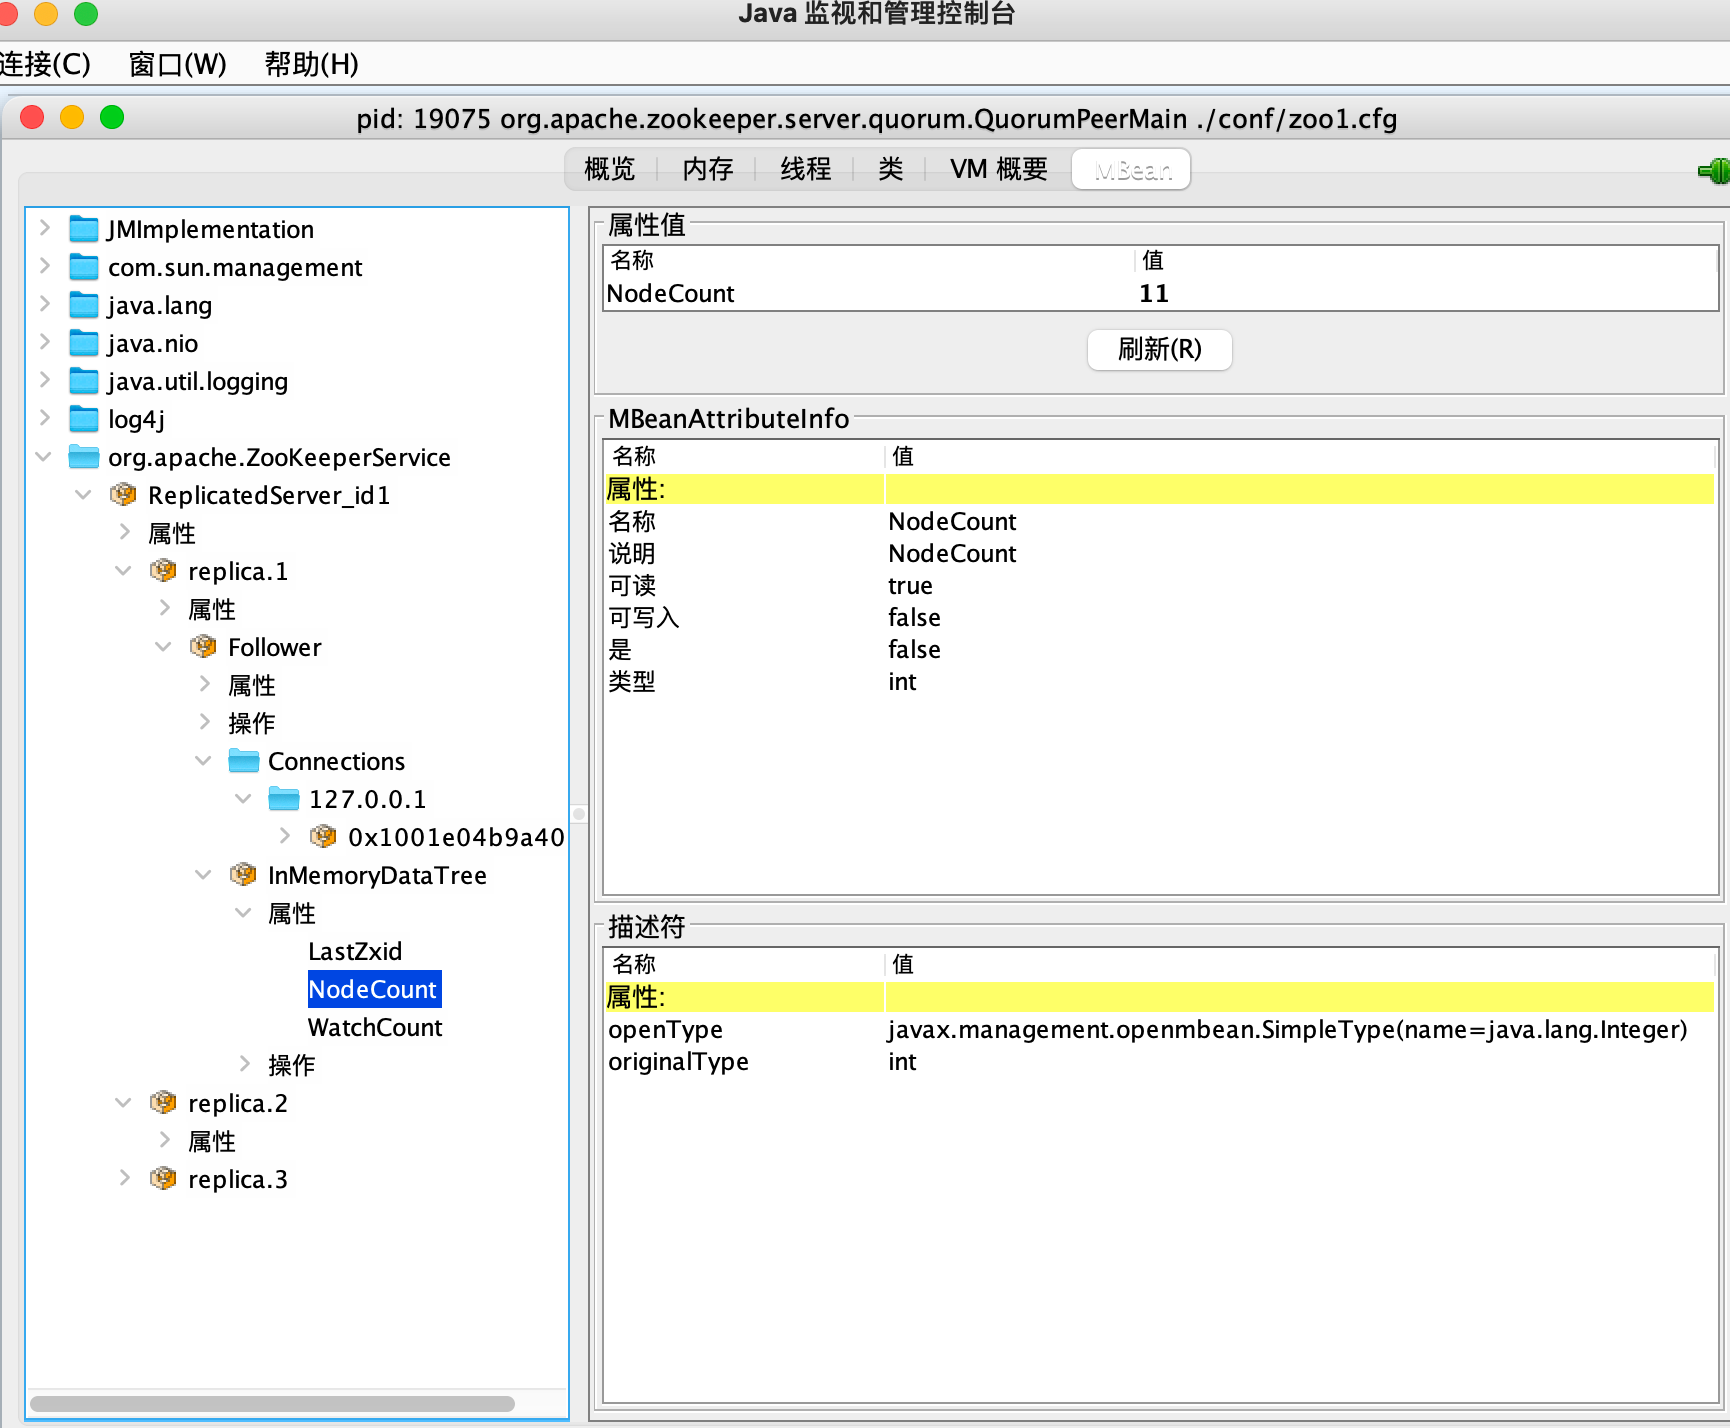 Java 监视和管理控制台
连接(C) 窗口(W) 帮助(H)
pid: 19075 org.apache.zookeeper.server.quorum.QuorumPeerMain ./conf/zoo1.cfg
概览 内存 线程 类 VM 概要 MBean
JMImplementation
com.sun.management
java.lang
java.nio
java.util.logging
log4j
org.apache.ZooKeeperService
ReplicatedServer_id1
属性
replica.1
属性
Follower
属性
操作
Connections
127.0.0.1
0x1001e04b9a40
InMemoryDataTree
属性
LastZxid
NodeCount
WatchCount
操作
replica.2
属性
replica.3
属性值
名称 值
NodeCount 11
刷新(R)
MBeanAttributeInfo
名称 值
属性:
名称 NodeCount
说明 NodeCount
可读 true
可写入 false
是 false
类型 int
描述符
名称 值
属性:
openType javax.management.openmbean.SimpleType(name=java.lang.Integer)
originalType int